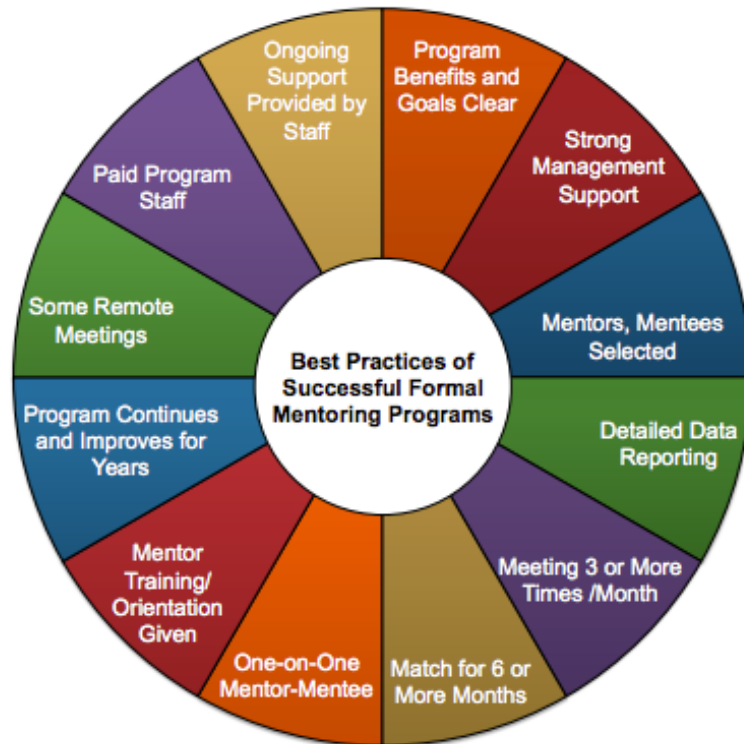 Best Practices of
Successful Formal
Mentoring Programs
Program
Benefits and
Goals Clear
Strong
Management
Support
Mentors, Mentees
Selected
Detailed Data
Reporting
Meeting 3 or More
Times /Month
Match for 6 or
More Months
One-on-One
Mentor-Mentee
Mentor
Training/
Orientation
Given
Program Continues
and Improves for
Years
Some Remote
Meetings
Paid Program
Staff
Ongoing
Support
Provided by
Staff